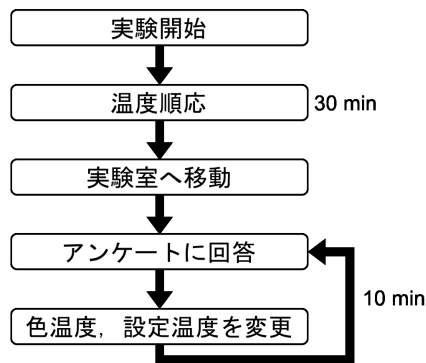 実験開始
温度順応
30 min
実験室へ移動
アンケートに回答
10 min
色温度，設定温度を変更